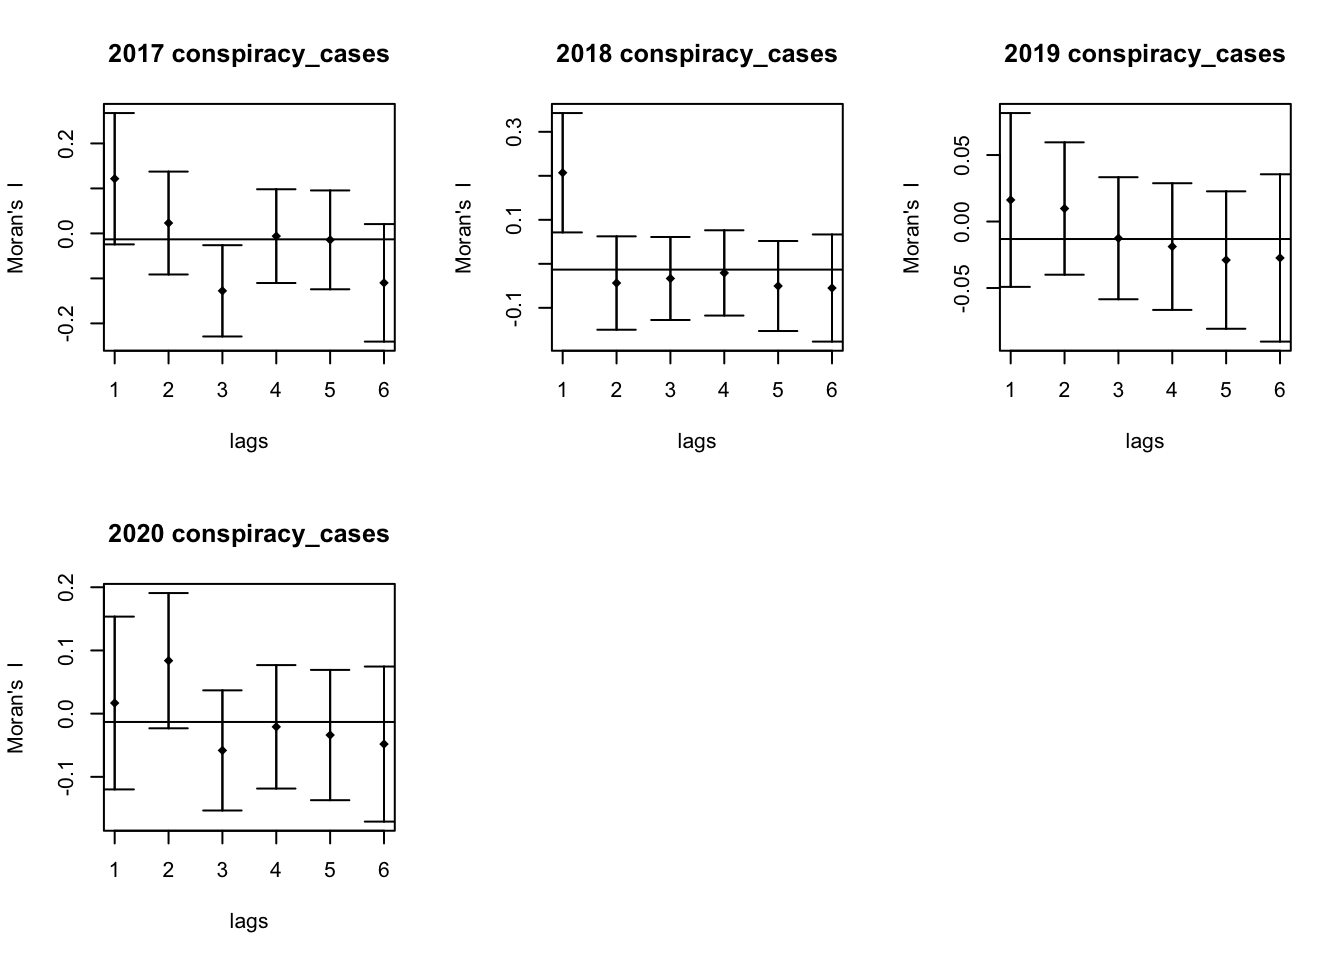 2017 conspiracy_cases
Moran's I
0.2
0.0
-0.2
1 2 3 4 5 6
lags
2018 conspiracy_cases
Moran's I
0.3
0.1
-0.1
1 2 3 4 5 6
lags
2019 conspiracy_cases
Moran's I
0.05
0.00
-0.05
1 2 3 4 5 6
lags
2020 conspiracy_cases
Moran's I
0.2
0.1
0.0
-0.1
1 2 3 4 5 6
lags